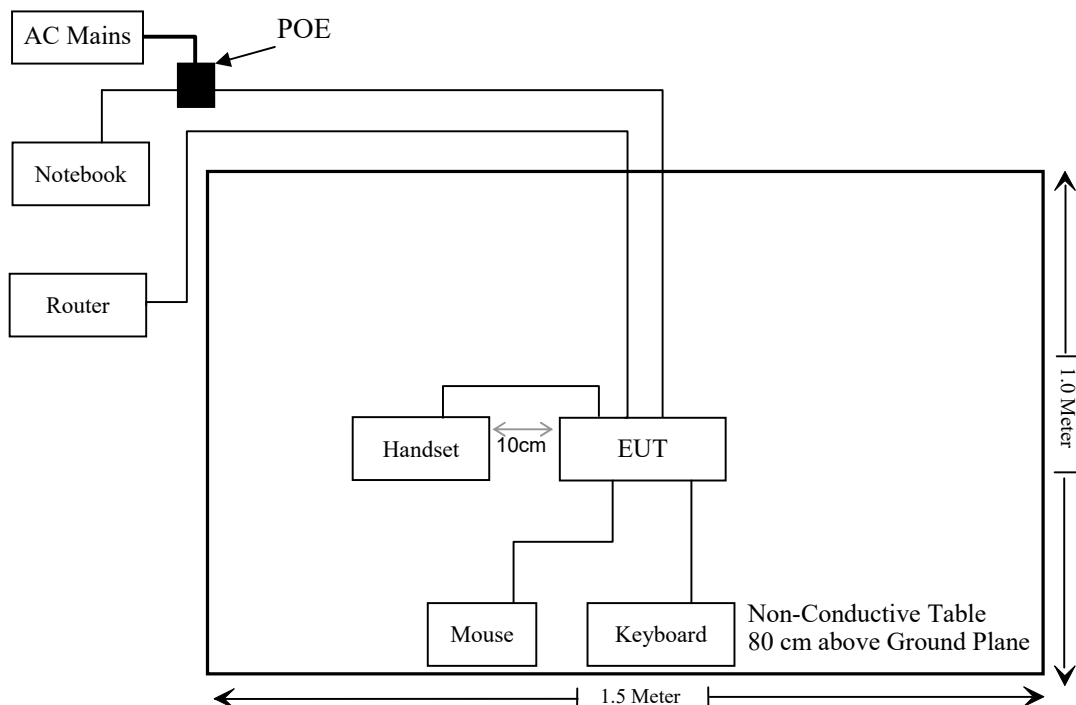 AC Mains
POE
Notebook
Router
1.0 Meter
Handset
10cm
EUT
Mouse
Keyboard
Non-Conductive Table
80 cm above Ground Plane
1.5 Meter